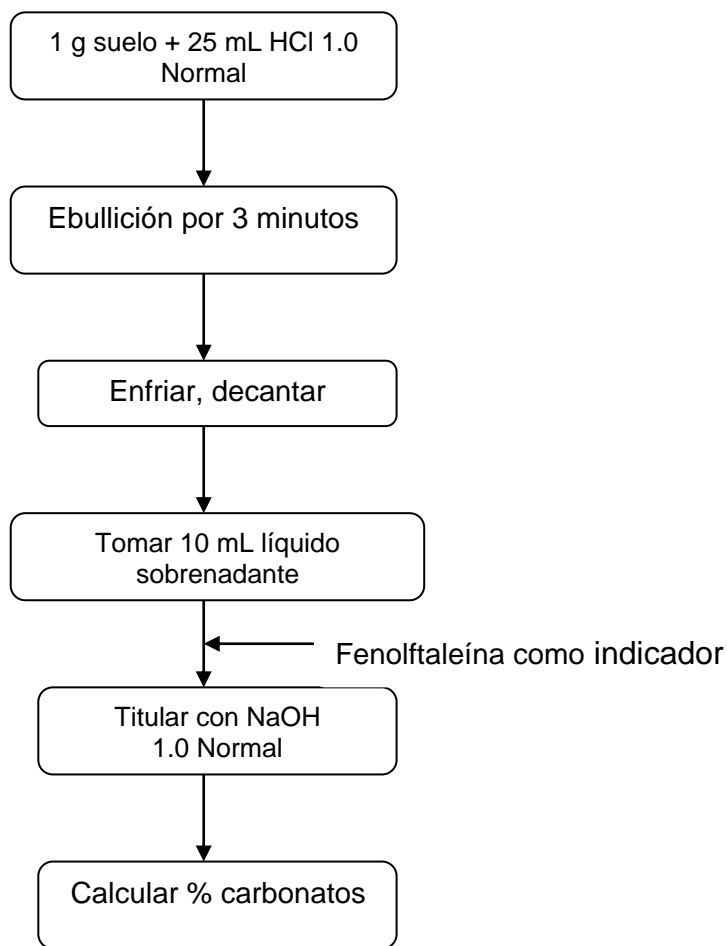 1 g suelo + 25 mL HCl 1.0
Normal
Ebullición por 3 minutos
Enfriar, decantar
Tomar 10 mL líquido
sobrenadante
Fenolftaleína como indicador
Titular con NaOH
1.0 Normal
Calcular % carbonatos